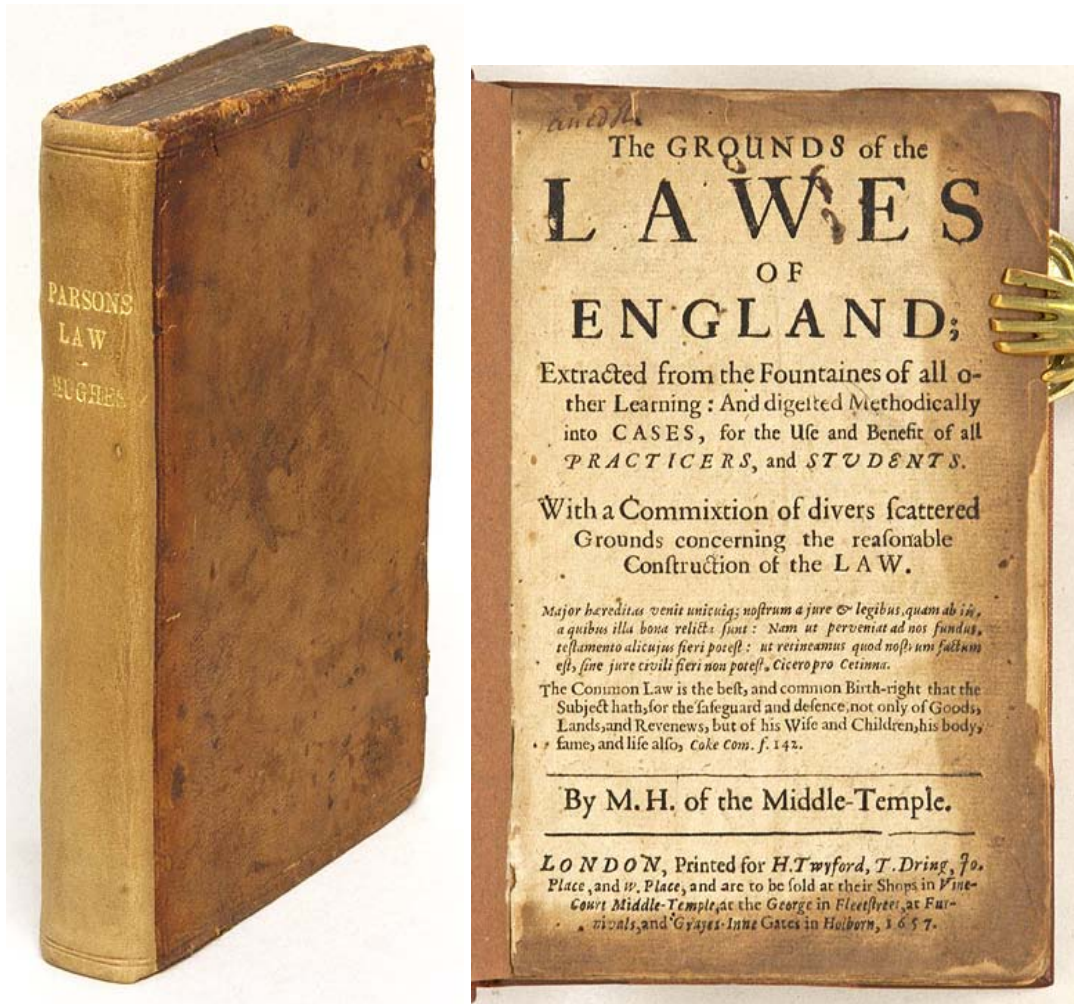 PARSONS
LAW
HUGHES
The GROUNDS of the
LAWES
OF
ENGLAND;
Extracted from the Fountaines of all o-
ther Learning: And digeſted Methodically
into CASES, for the Uſe and Benefit of all
PRACTICERS, and STUDENTS.
With a Commixtion of divers ſcattered
Grounds concerning the reaſonable
Conſtruction of the LAW.
Major hæreditas venit unicuiq; noſtrum a jure & legibus, quam ab iis,
a quibus illa bona relicta ſunt: Nam ut perveniat ad nos fundus,
teſtamento alicujus fieri poteſt: ut retineamus quod noſtrum factum
eſt, ſine jure civili fieri non poteſt. Cicero pro Cetinna.
The Common Law is the beſt, and common Birth-right that the
Subject hath, for the ſafeguard and defence, not only of Goods,
Lands, and Revenews, but of his Wife and Children, his body,
fame, and life alſo, Coke Com. f. 142.
By M. H. of the Middle-Temple.
LONDON, Printed for H. Twyford, T. Dring, Jo.
Place, and W. Place, and are to be ſold at their Shops in Vine-
Court Middle-Temple, at the George in Fleetſtreet, at Fur-
nivals, and Grayes-Inne Gates in Holborn, 1657.